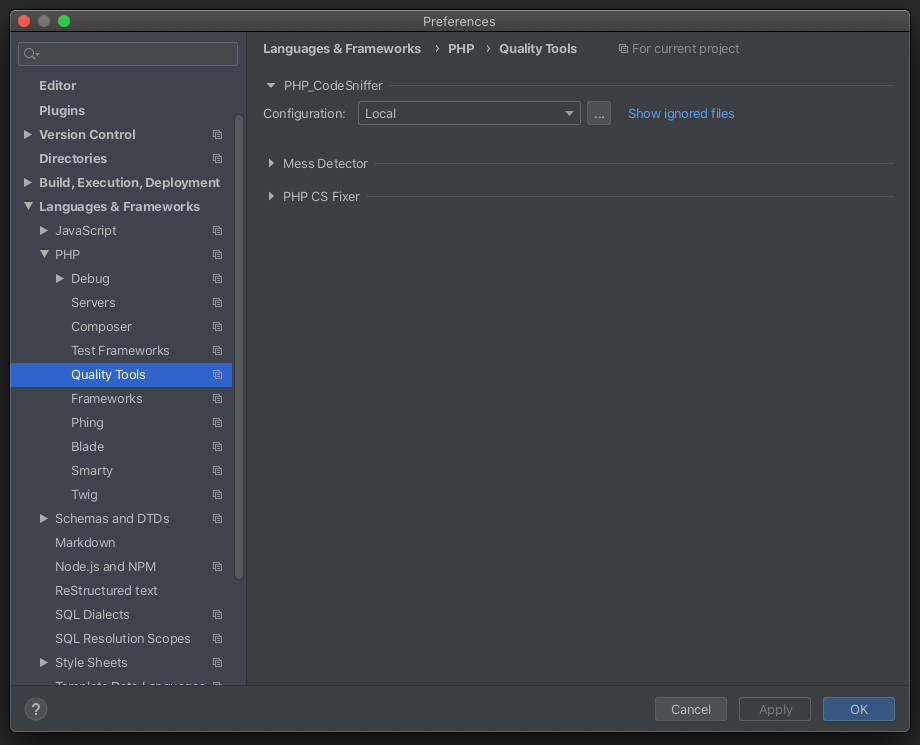 Preferences
Languages & Frameworks › PHP › Quality Tools For current project
Editor
Plugins
Version Control
Directories
Build, Execution, Deployment
Languages & Frameworks
JavaScript
PHP
Debug
Servers
Composer
Test Frameworks
Quality Tools
Frameworks
Phing
Blade
Smarty
Twig
Schemas and DTDs
Markdown
Node.js and NPM
ReStructured text
SQL Dialects
SQL Resolution Scopes
Style Sheets
Template Data Languages
PHP_CodeSniffer
Configuration: Local ... Show ignored files
Mess Detector
PHP CS Fixer
? Cancel Apply OK